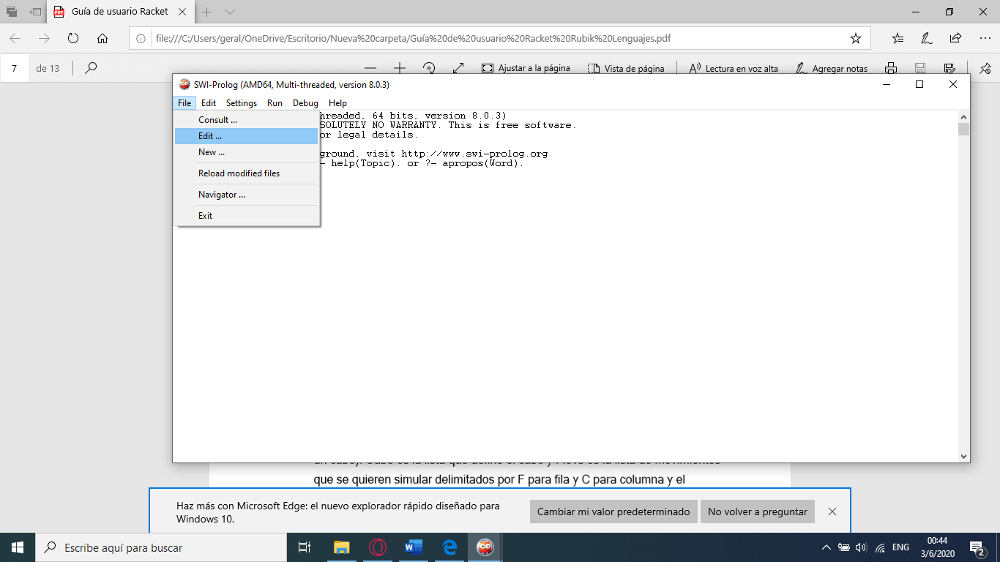 Guía de usuario Racket
file:///C:/Users/geral/OneDrive/Escritorio/Nueva%20carpeta/Guía%20de%20usuario%20Racket%20Rubik%20Lenguajes.pdf
7 de 13 Ajustar a la página Vista de página Lectura en voz alta Agregar notas
SWI-Prolog (AMD64, Multi-threaded, version 8.0.3)
File Edit Settings Run Debug Help
Consult ...
Edit ...
New ...
Reload modified files
Navigator ...
Exit
hreaded, 64 bits, version 8.0.3)
SOLUTELY NO WARRANTY. This is free software.
or legal details.
ground, visit http://www.swi-prolog.org
- help(Topic). or ?- apropos(Word).
que se quieren simular delimitados por F para fila y C para columna y el
Haz más con Microsoft Edge: el nuevo explorador rápido diseñado para
Windows 10.
Cambiar mi valor predeterminado No volver a preguntar
Escribe aquí para buscar
ENG
00:44
3/6/2020
2